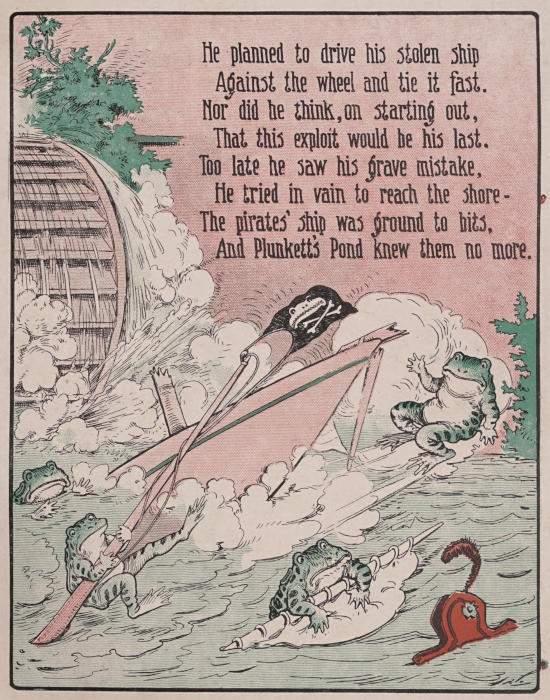 He planned to drive his stolen ship
Against the wheel and tie it fast.
Nor did he think, on starting out,
That this exploit would be his last.
Too late he saw his grave mistake,
He tried in vain to reach the shore-
The pirates' ship was ground to bits,
And Plunkett's Pond knew them no more.